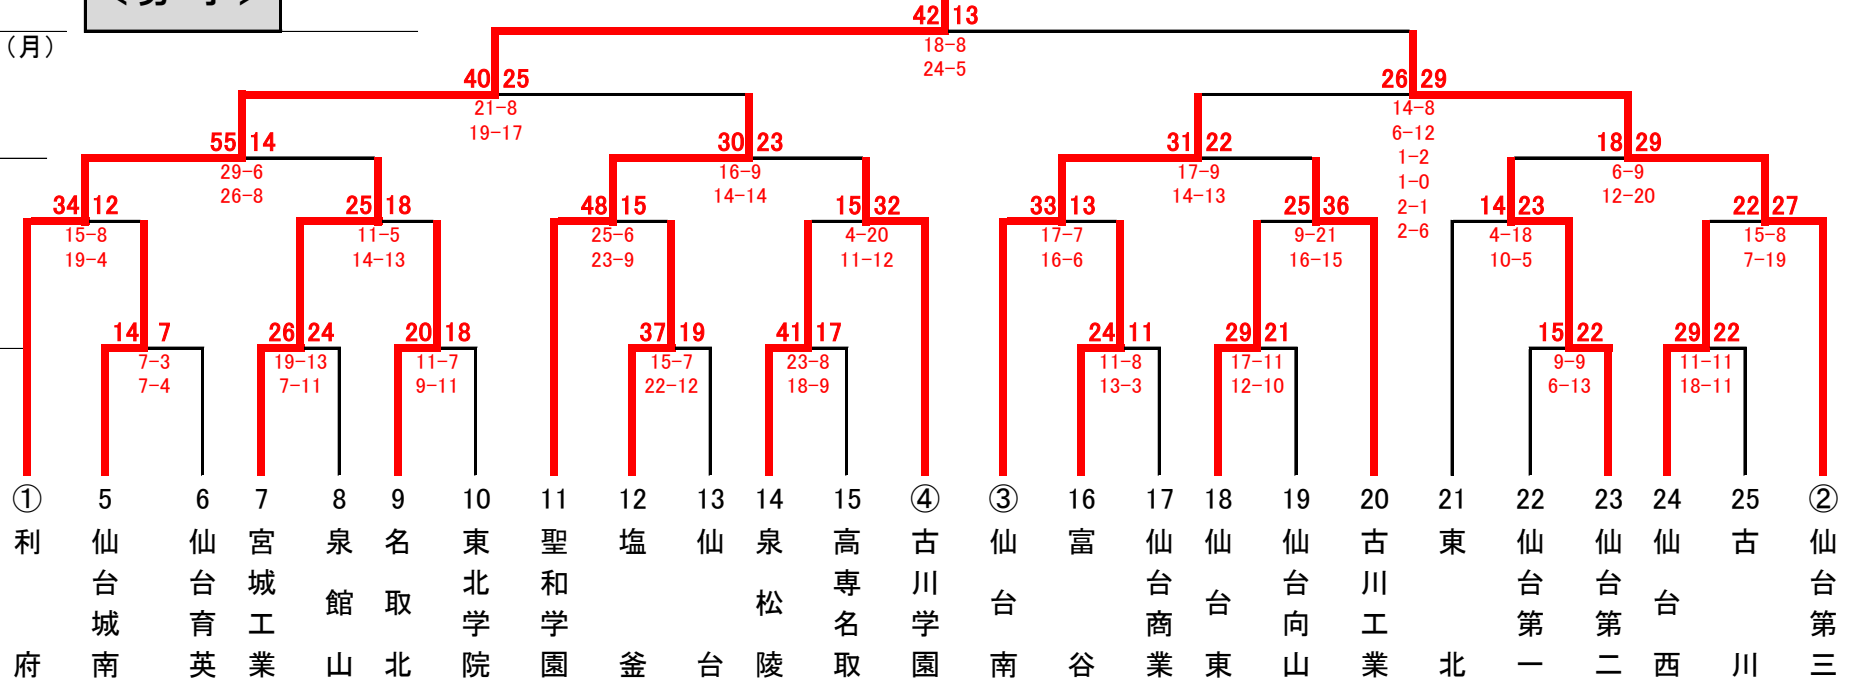 ＜男 子＞
(月)
42 13
18-8
24-5
40 25
21-8
19-17
26 29
14-8
6-12
1-2
1-0
2-1
2-6
55 14
29-6
26-8
30 23
16-9
14-14
31 22
17-9
14-13
18 29
6-9
12-20
34 12
15-8
19-4
25 18
11-5
14-13
48 15
25-6
23-9
15 32
4-20
11-12
33 13
17-7
16-6
25 36
9-21
16-15
14 23
4-18
10-5
22 27
15-8
7-19
14 7
7-3
7-4
26 24
19-13
7-11
20 18
11-7
9-11
37 19
15-7
22-12
41 17
23-8
18-9
24 11
11-8
13-3
29 21
17-11
12-10
15 22
9-9
6-13
29 22
11-11
18-11
① 利府
5 仙台城南
6 仙台育英
7 宮城工業
8 泉館山
9 名取北
10 東北学院
11 聖和学園
12 塩釜
13 仙台
14 泉松陵
15 高専名取
④ 古川学園
③ 仙台南
16 富谷
17 仙台商業
18 仙台東
19 仙台向山
20 古川工業
21 東北
22 仙台第一
23 仙台第二
24 仙台西
25 古川
② 仙台第三